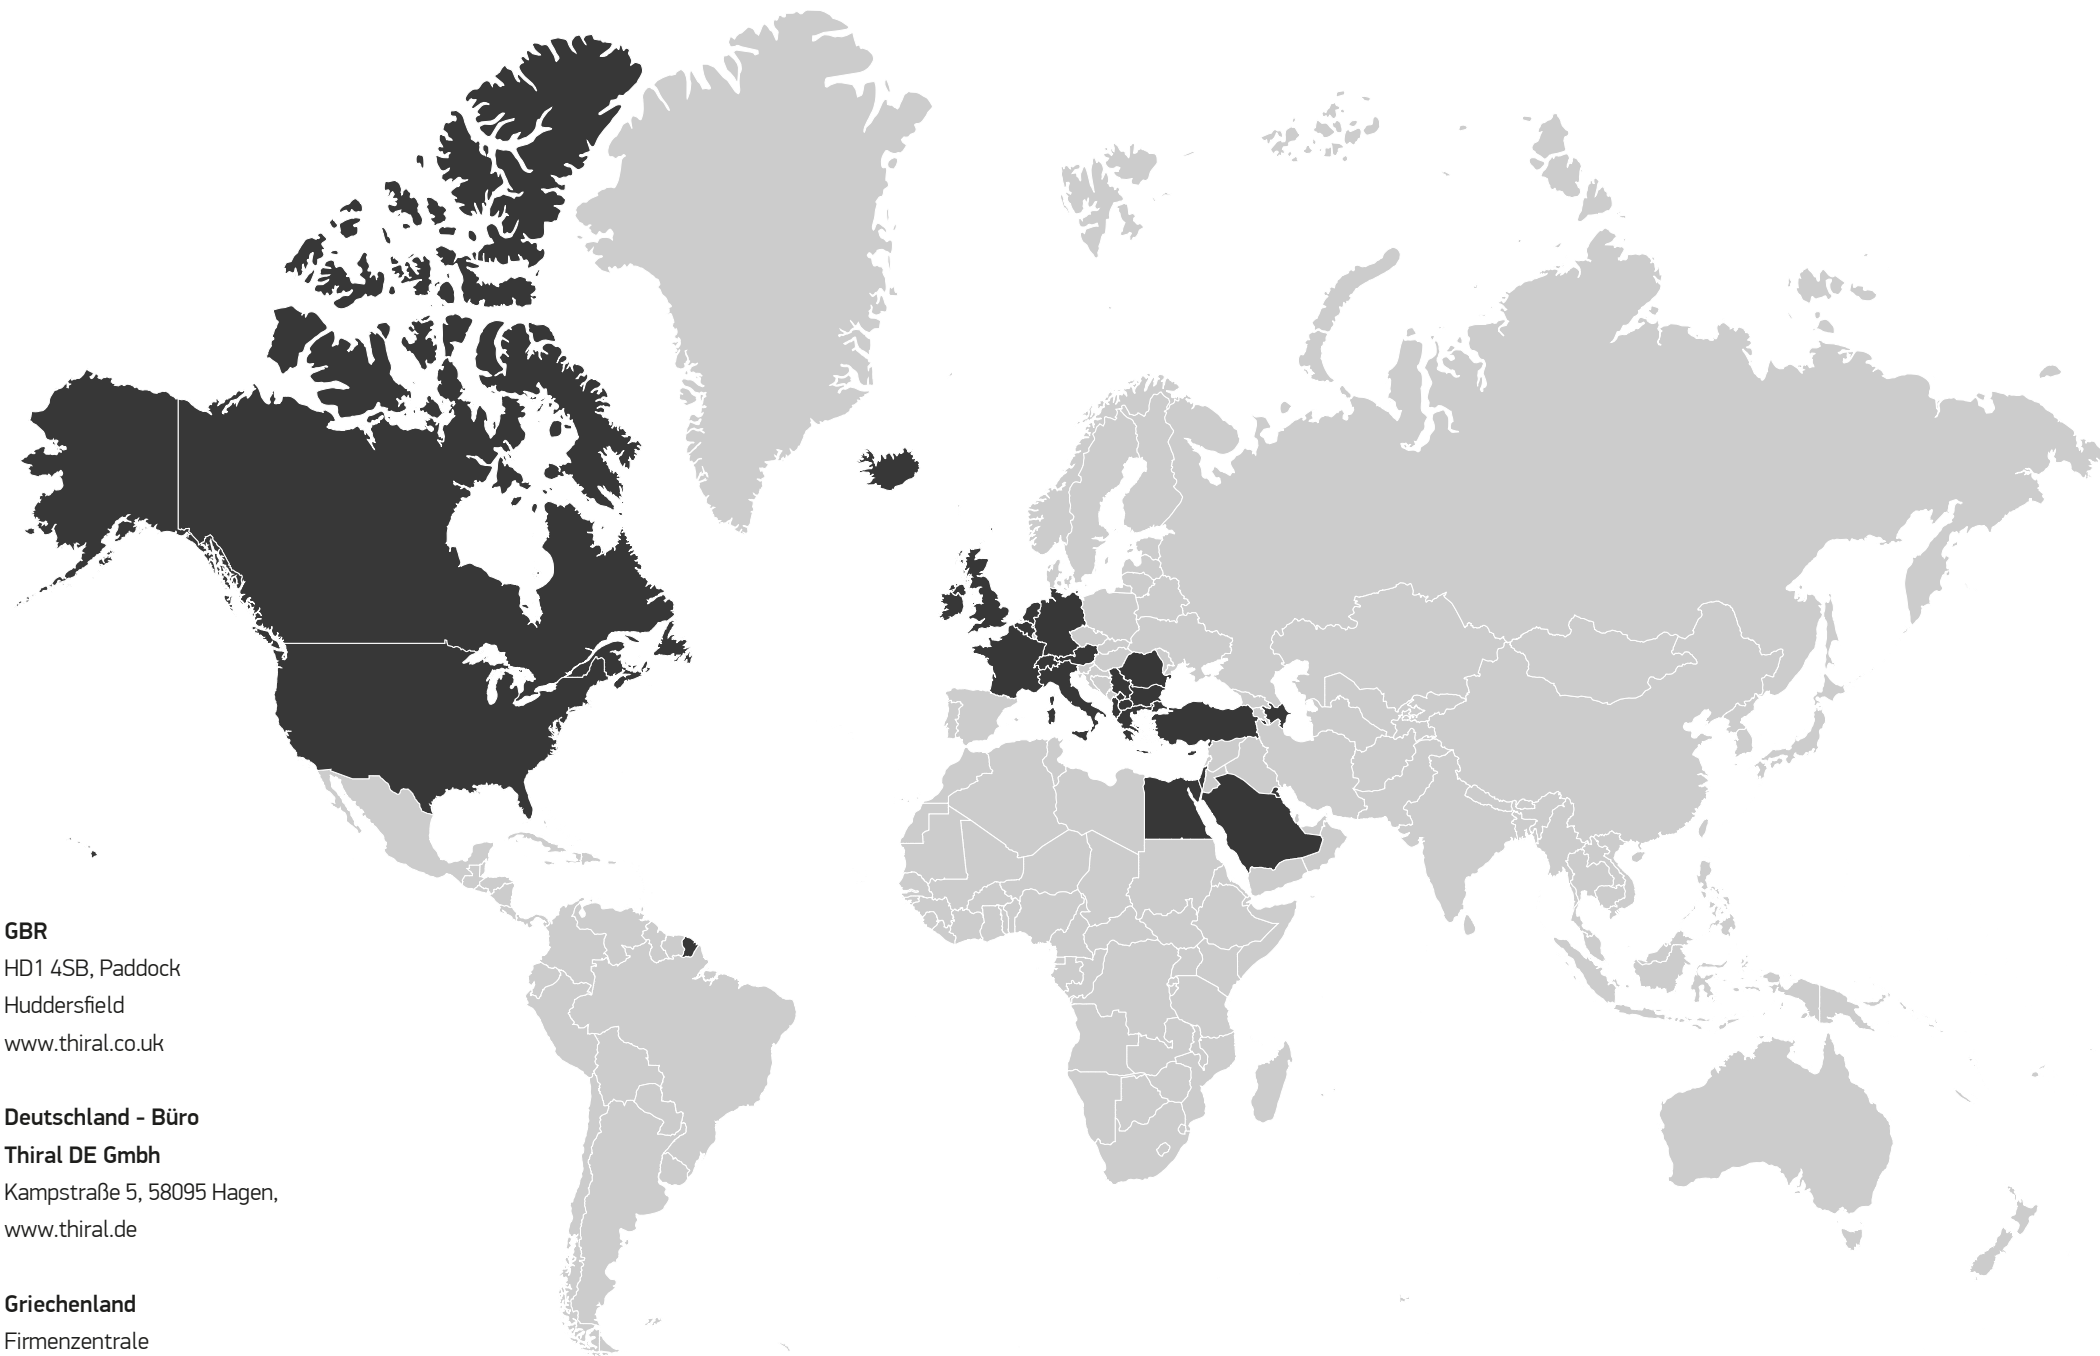 GBR
HD1 4SB, Paddock
Huddersfield
www.thiral.co.uk
Deutschland - Büro
Thiral DE Gmbh
Kampstraße 5, 58095 Hagen,
www.thiral.de
Griechenland
Firmenzentrale